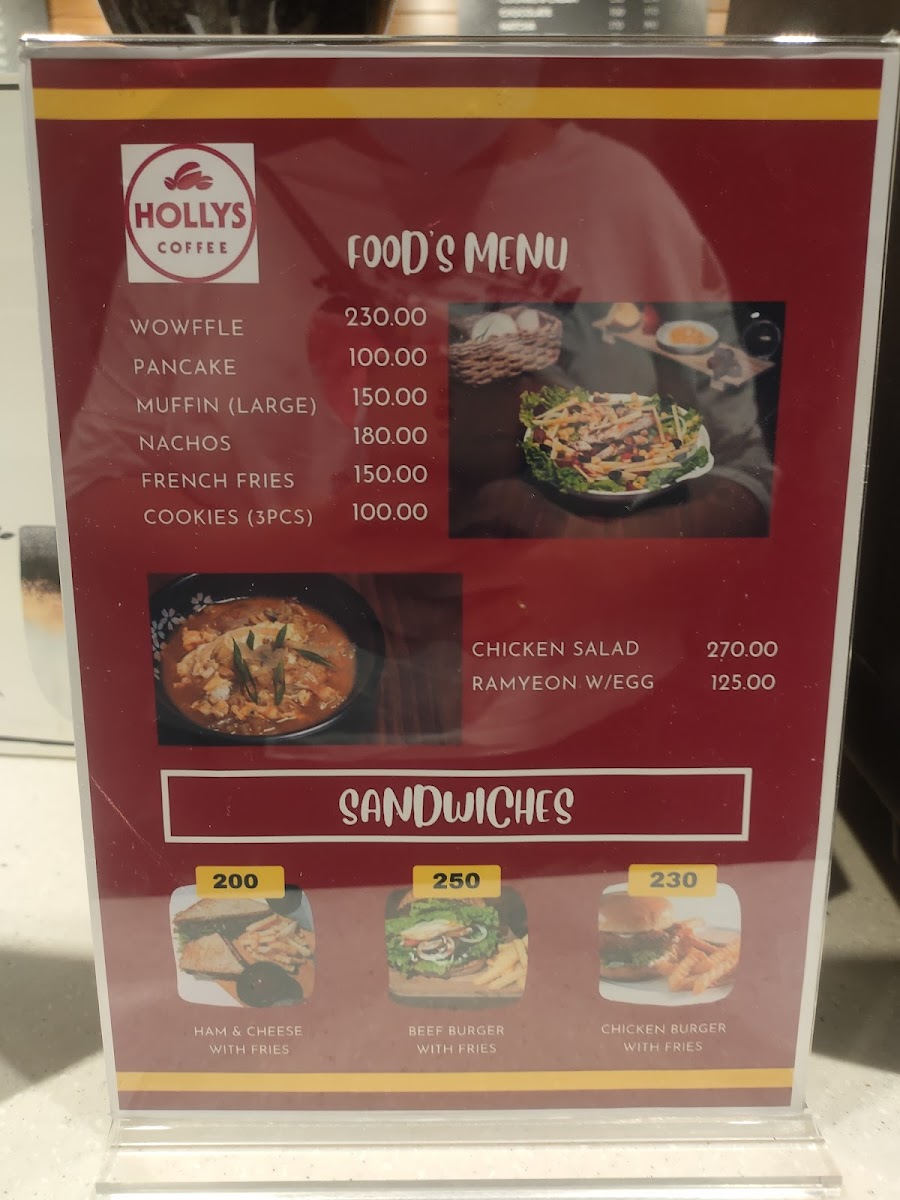 CHOCOLATE
HOLLYS
COFFEE
FOOD'S MENU
WOWFFLE 230.00
PANCAKE 100.00
MUFFIN (LARGE) 150.00
NACHOS 180.00
FRENCH FRIES 150.00
COOKIES (3PCS) 100.00
CHICKEN SALAD 270.00
RAMYEON W/EGG 125.00
SANDWICHES
200 250 230
HAM & CHEESE
WITH FRIES
BEEF BURGER
WITH FRIES
CHICKEN BURGER
WITH FRIES